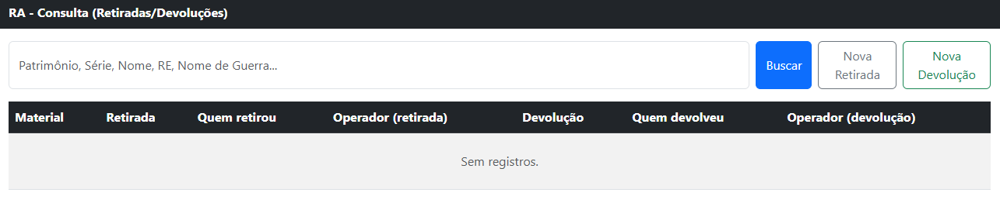 RA - Consulta (Retiradas/Devoluções)
Patrimônio, Série, Nome, RE, Nome de Guerra...
Buscar
Nova
Retirada
Nova
Devolução
Material Retirada Quem retirou Operador (retirada) Devolução Quem devolveu Operador (devolução)
Sem registros.